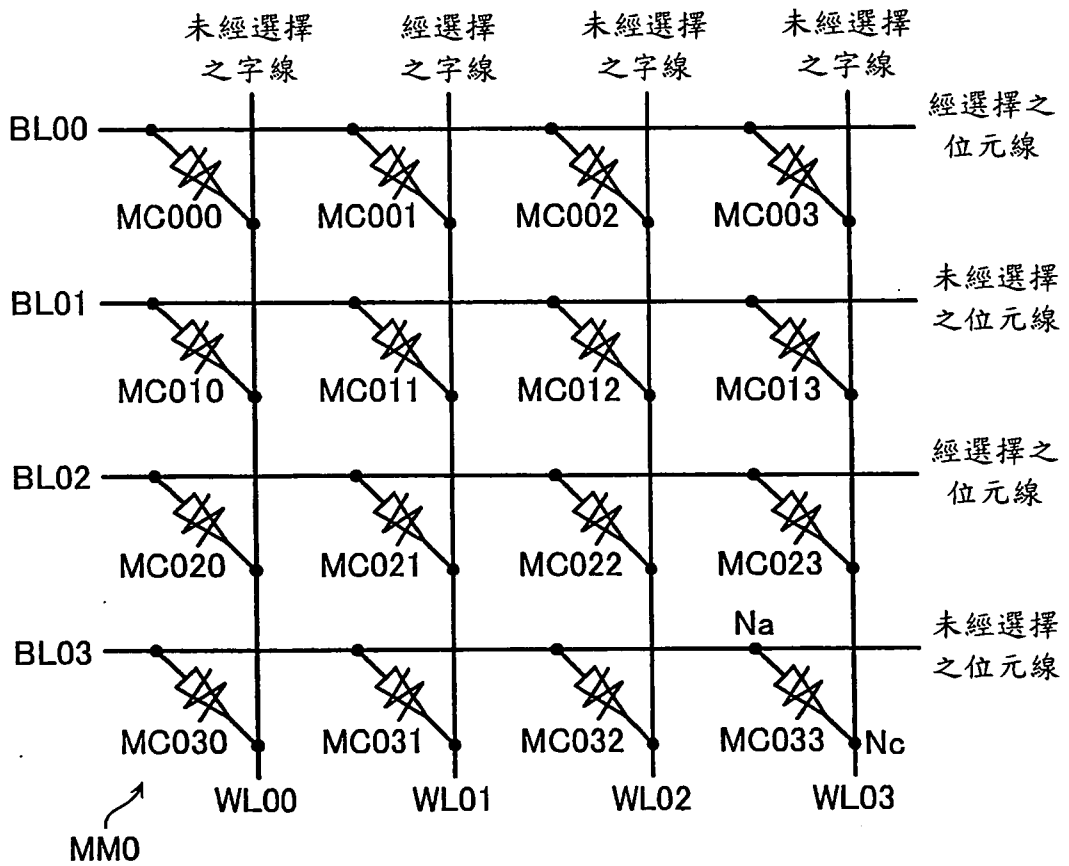 未經選擇
之字線
經選擇
之字線
未經選擇
之字線
未經選擇
之字線
BL00
經選擇之
位元線
MC000
MC001
MC002
MC003
BL01
未經選擇
之位元線
MC010
MC011
MC012
MC013
BL02
經選擇之
位元線
MC020
MC021
MC022
MC023
Na
BL03
未經選擇
之位元線
MC030
MC031
MC032
MC033
Nc
WL00
WL01
WL02
WL03
MM0